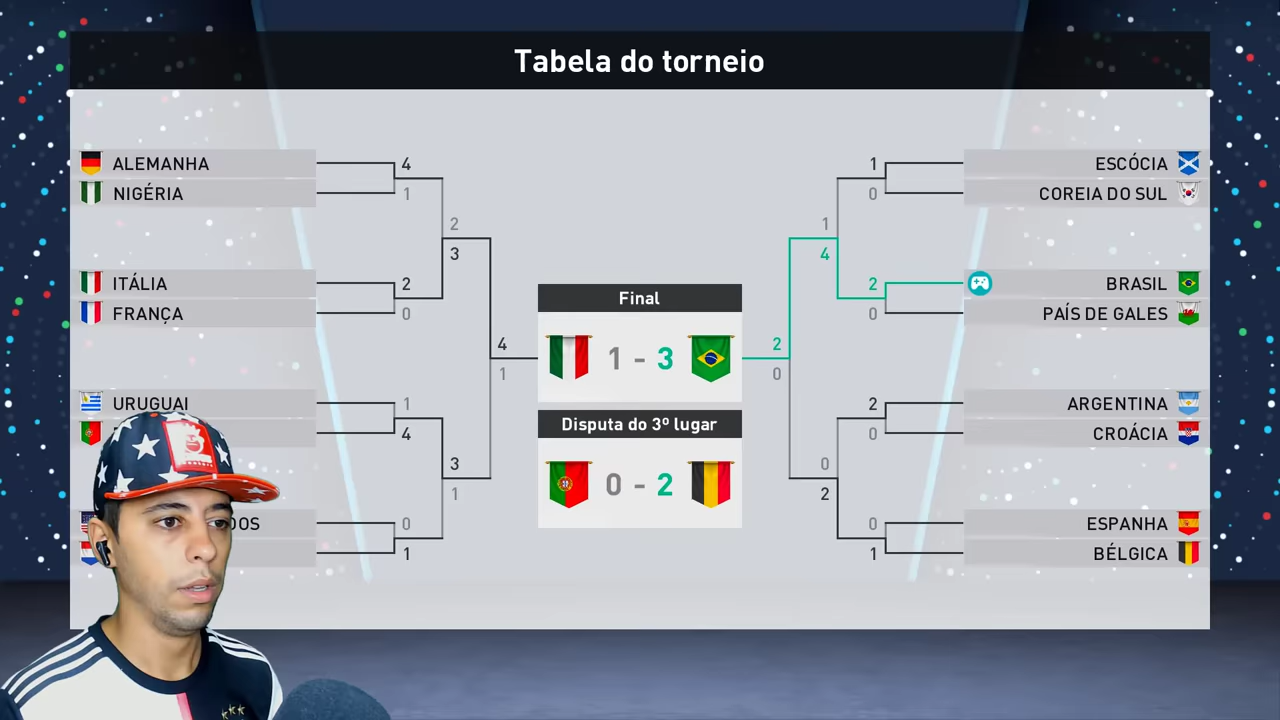 Tabela do torneio
ALEMANHA 4
NIGÉRIA 1
2
3
ITÁLIA 2
FRANÇA 0
4
1
URUGUAI 1
4
3
1
DOS 0
1
Final
1 - 3
Disputa do 3º lugar
0 - 2
1 ESCÓCIA
0 COREIA DO SUL
1
4
2 BRASIL
0 PAÍS DE GALES
2
0
2 ARGENTINA
0 CROÁCIA
0
2
0 ESPANHA
1 BÉLGICA